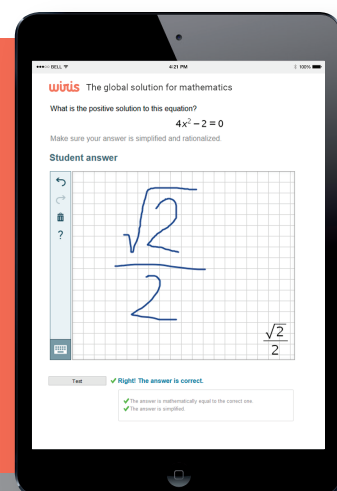 BELL 4:21 PM 100%
wiris The global solution for mathematics
What is the positive solution to this equation?
4x² − 2 = 0
Make sure your answer is simplified and rationalized.
Student answer
?
√2
2
√2
2
Test ✓ Right! The answer is correct.
✓ The answer is mathematically equal to the correct one.
✓ The answer is simplified.